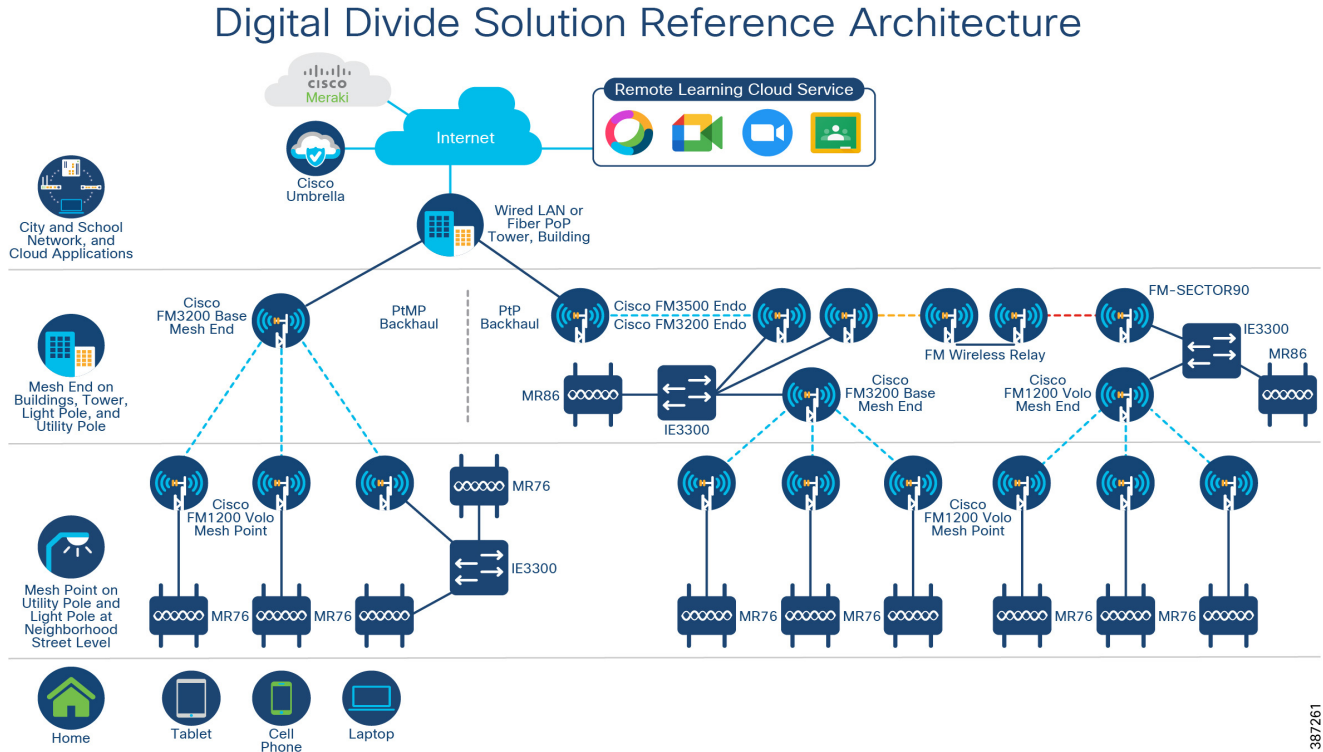 Digital Divide Solution Reference Architecture
CISCO
Meraki
Internet
Remote Learning Cloud Service
Cisco
Umbrella
City and School
Network, and
Cloud Applications
Wired LAN or
Fiber PoP
Tower, Building
Cisco
FM3200 Base
Mesh End
PtMP
Backhaul
PtP
Backhaul
Cisco FM3500 Endo
Cisco FM3200 Endo
FM Wireless Relay
FM-SECTOR90
IE3300
MR86
Mesh End on
Buildings, Tower,
Light Pole, and
Utility Pole
MR86
IE3300
Cisco
FM3200 Base
Mesh End
Cisco
FM1200 Volo
Mesh End
Cisco
FM1200 Volo
Mesh Point
MR76
IE3300
Cisco
FM1200 Volo
Mesh Point
Mesh Point on
Utility Pole and
Light Pole at
Neighborhood
Street Level
MR76
MR76
MR76
MR76
MR76
MR76
Home
Tablet
Cell
Phone
Laptop
387261